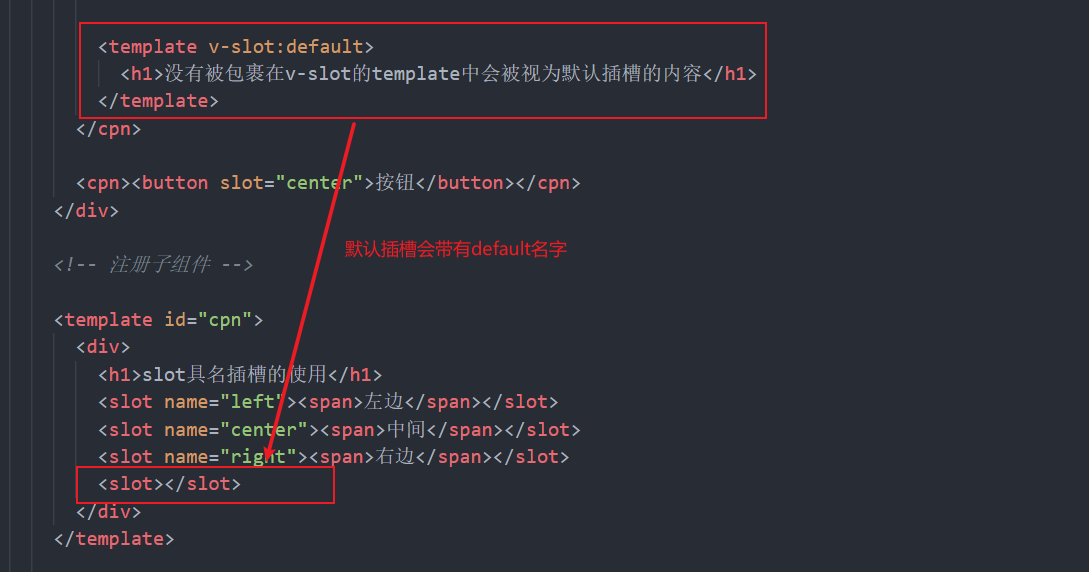 <template v-slot:default>
<h1>没有被包裹在v-slot的template中会被视为默认插槽的内容</h1>
</template>
</cpn>
<cpn><button slot="center">按钮</button></cpn>
</div>
默认插槽会带有default名字
<!-- 注册子组件 -->
<template id="cpn">
<div>
<h1>slot具名插槽的使用</h1>
<slot name="left"><span>左边</span></slot>
<slot name="center"><span>中间</span></slot>
<slot name="right"><span>右边</span></slot>
<slot></slot>
</div>
</template>